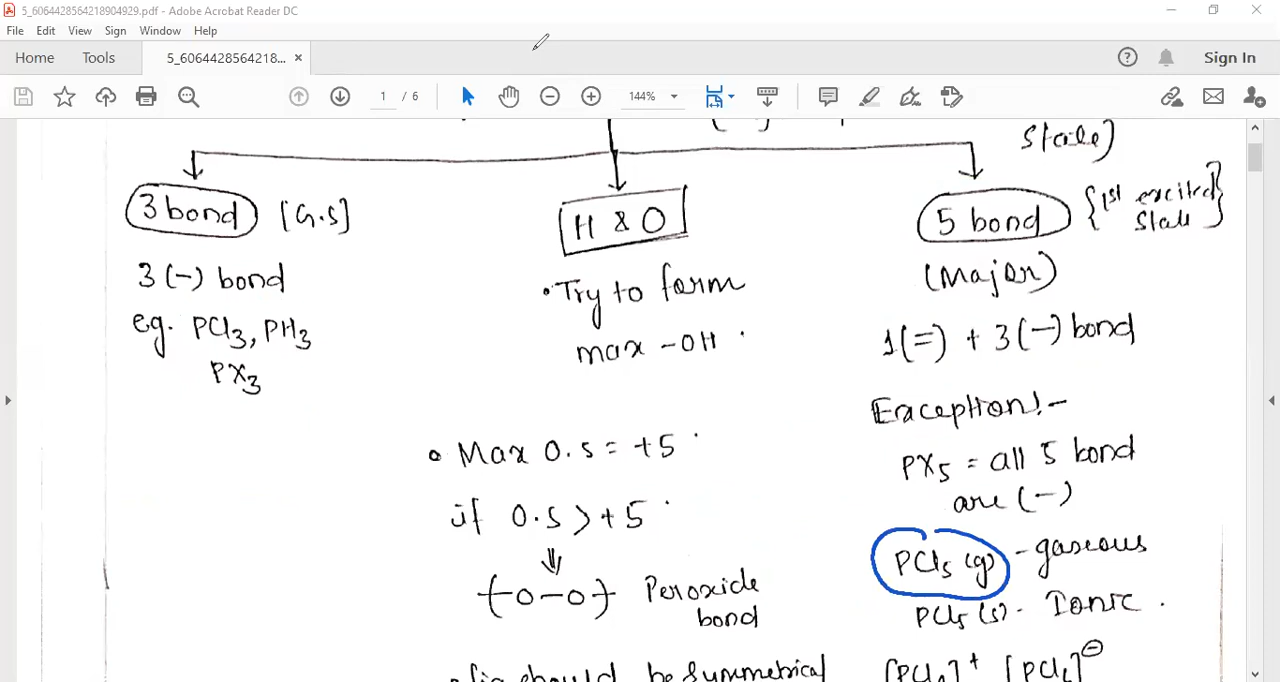 5_6064428564218904929.pdf - Adobe Acrobat Reader DC
File Edit View Sign Window Help
Home Tools 5_6064428564218... × Sign In
1 / 6 144%
State]
3 bond [G.S]
3 (-) bond
e.g. PCl3, PH3
PX3
H & O
• Try to form
max -OH
• Max O.S = +5
if O.S > +5
⇓
(-O-O-) Peroxide
bond
be Symmetrical
5 bond {1st excited
State}
(Major)
1(=) + 3(-) bond
Exception:-
PX5 = all 5 bond
are (-)
PCl5 (g) - gaseous
PCl5 (s) - Ionic.
]+ [PCl6]⊖